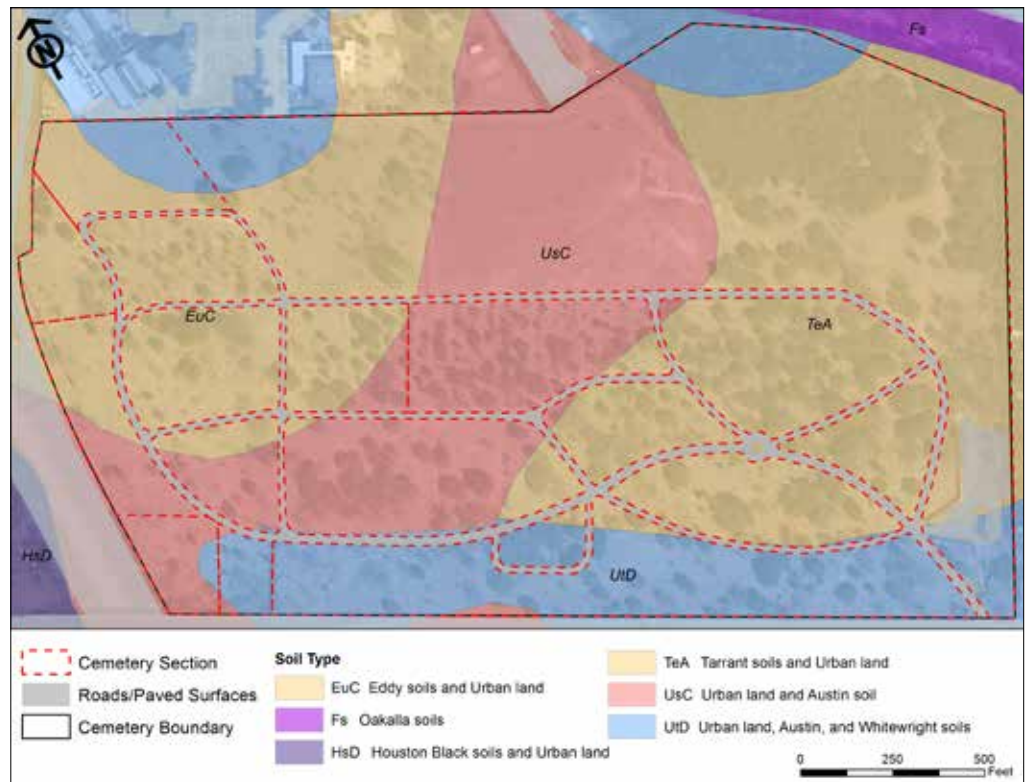 N
Fs
UsC
EuC
TeA
HsD
UtD
Cemetery Section
Roads/Paved Surfaces
Cemetery Boundary
Soil Type
EuC Eddy soils and Urban land
Fs Oakalla soils
HsD Houston Black soils and Urban land
TeA Tarrant soils and Urban land
UsC Urban land and Austin soil
UtD Urban land, Austin, and Whitewright soils
0 250 500
Feet